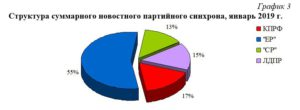 График 3
Структура суммарного новостного партийного синхрона, январь 2019 г.
13%
КПРФ
"ЕР"
15%
"СР"
55%
ЛДПР
17%